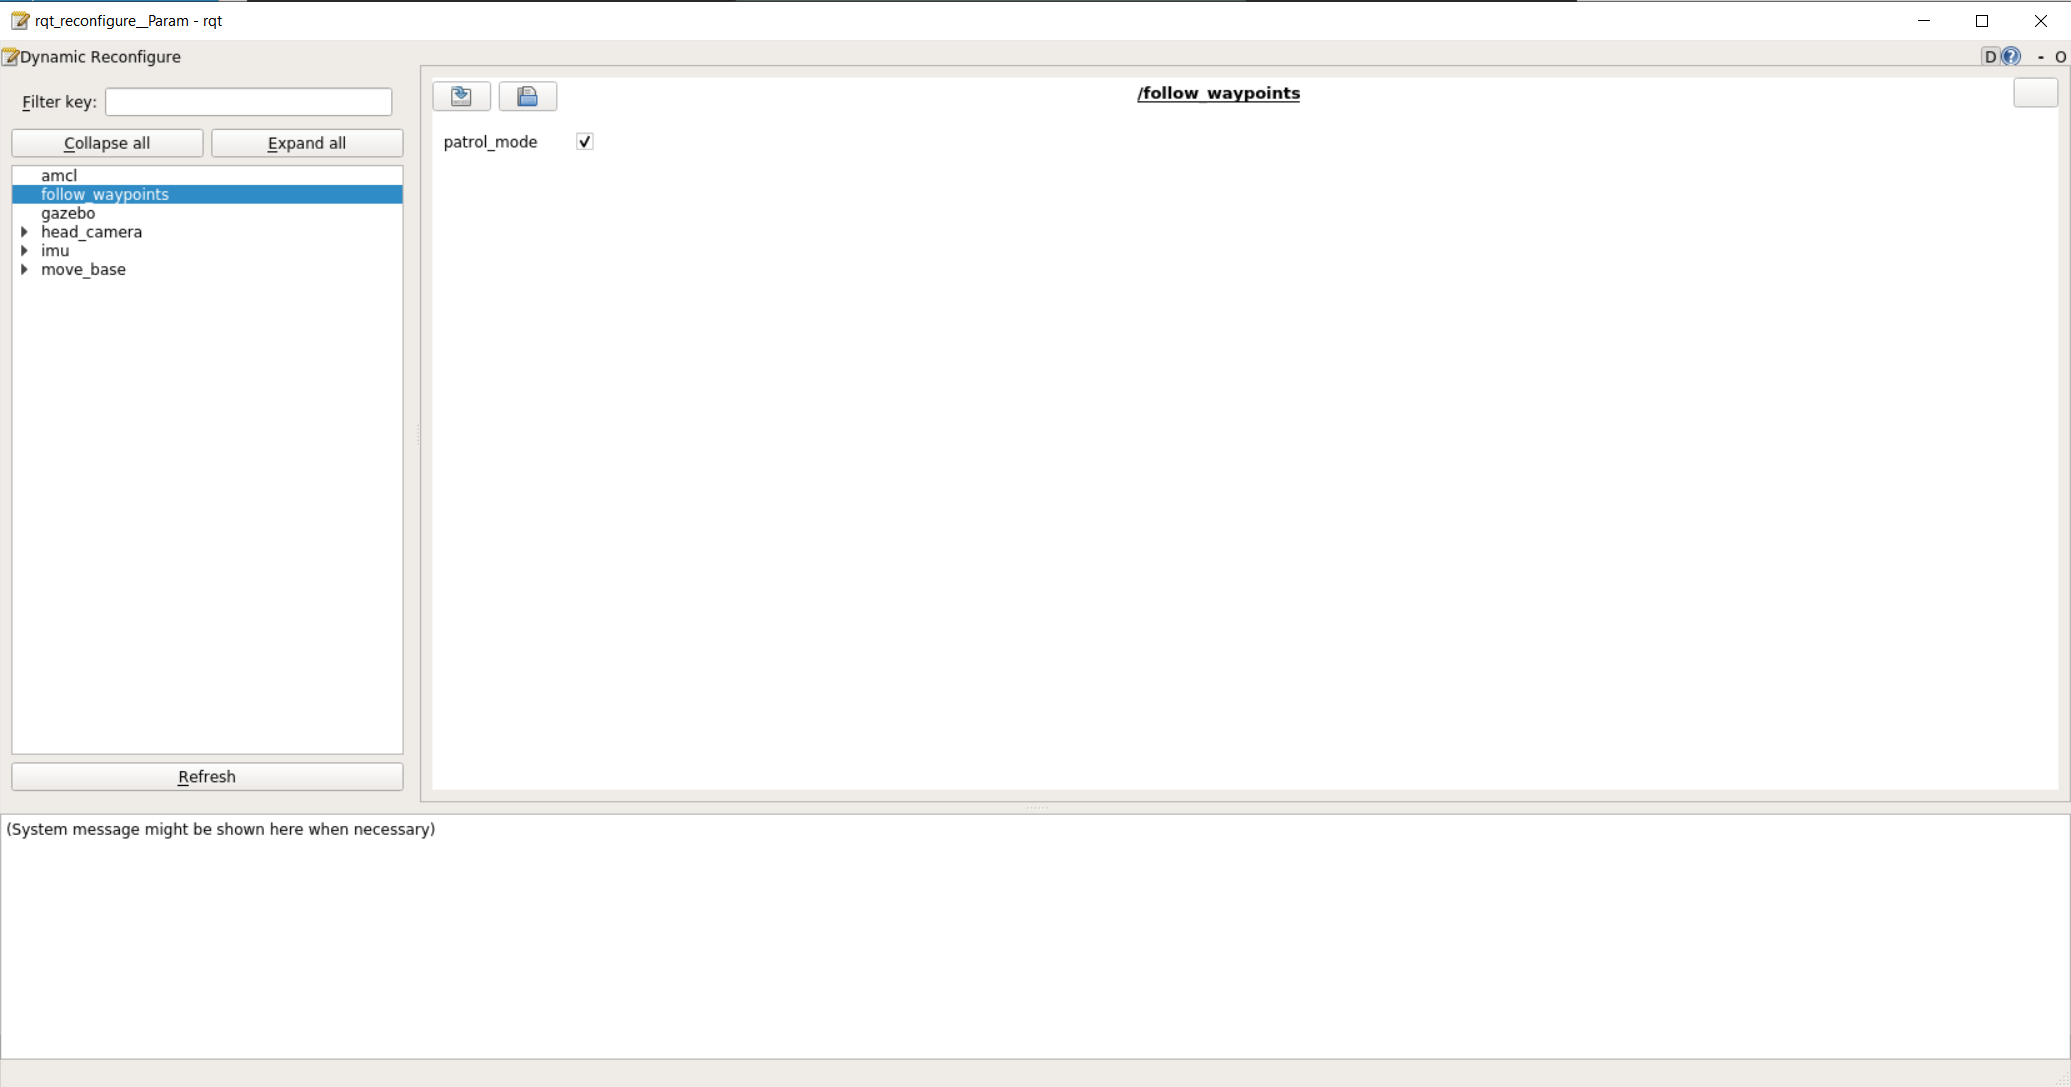 rqt_reconfigure__Param - rqt
Dynamic Reconfigure
D ? - O
Filter key:
/follow_waypoints
Collapse all Expand all
patrol_mode
amcl
follow_waypoints
gazebo
head_camera
imu
move_base
Refresh
(System message might be shown here when necessary)